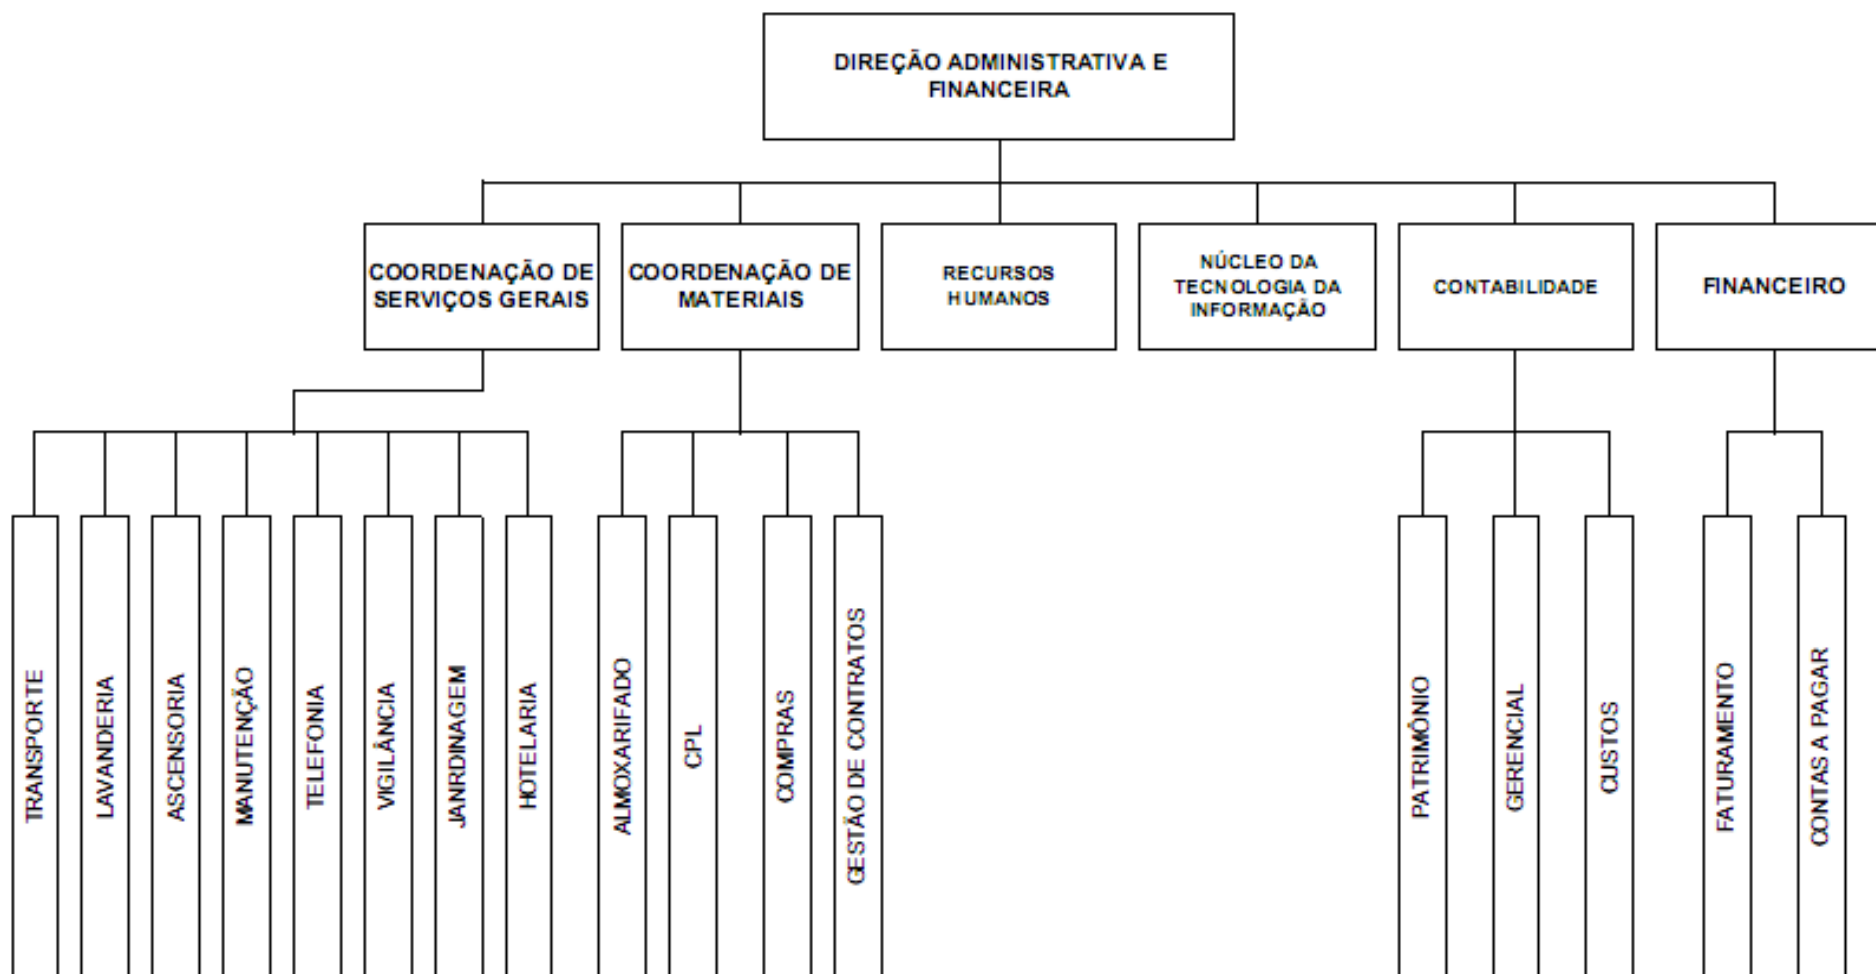 DIREÇÃO ADMINISTRATIVA E
FINANCEIRA
COORDENAÇÃO DE
SERVIÇOS GERAIS
COORDENAÇÃO DE
MATERIAIS
RECURSOS
HUMANOS
NÚCLEO DA
TECNOLOGIA DA
INFORMAÇÃO
CONTABILIDADE
FINANCEIRO
TRANSPORTE
LAVANDERIA
ASCENSORIA
MANUTENÇÃO
TELEFONIA
VIGILÂNCIA
JANRDINAGEM
HOTELARIA
ALMOXARIFADO
CPL
COMPRAS
GESTÃO DE CONTRATOS
PATRIMÔNIO
GERENCIAL
CUSTOS
FATURAMENTO
CONTAS A PAGAR